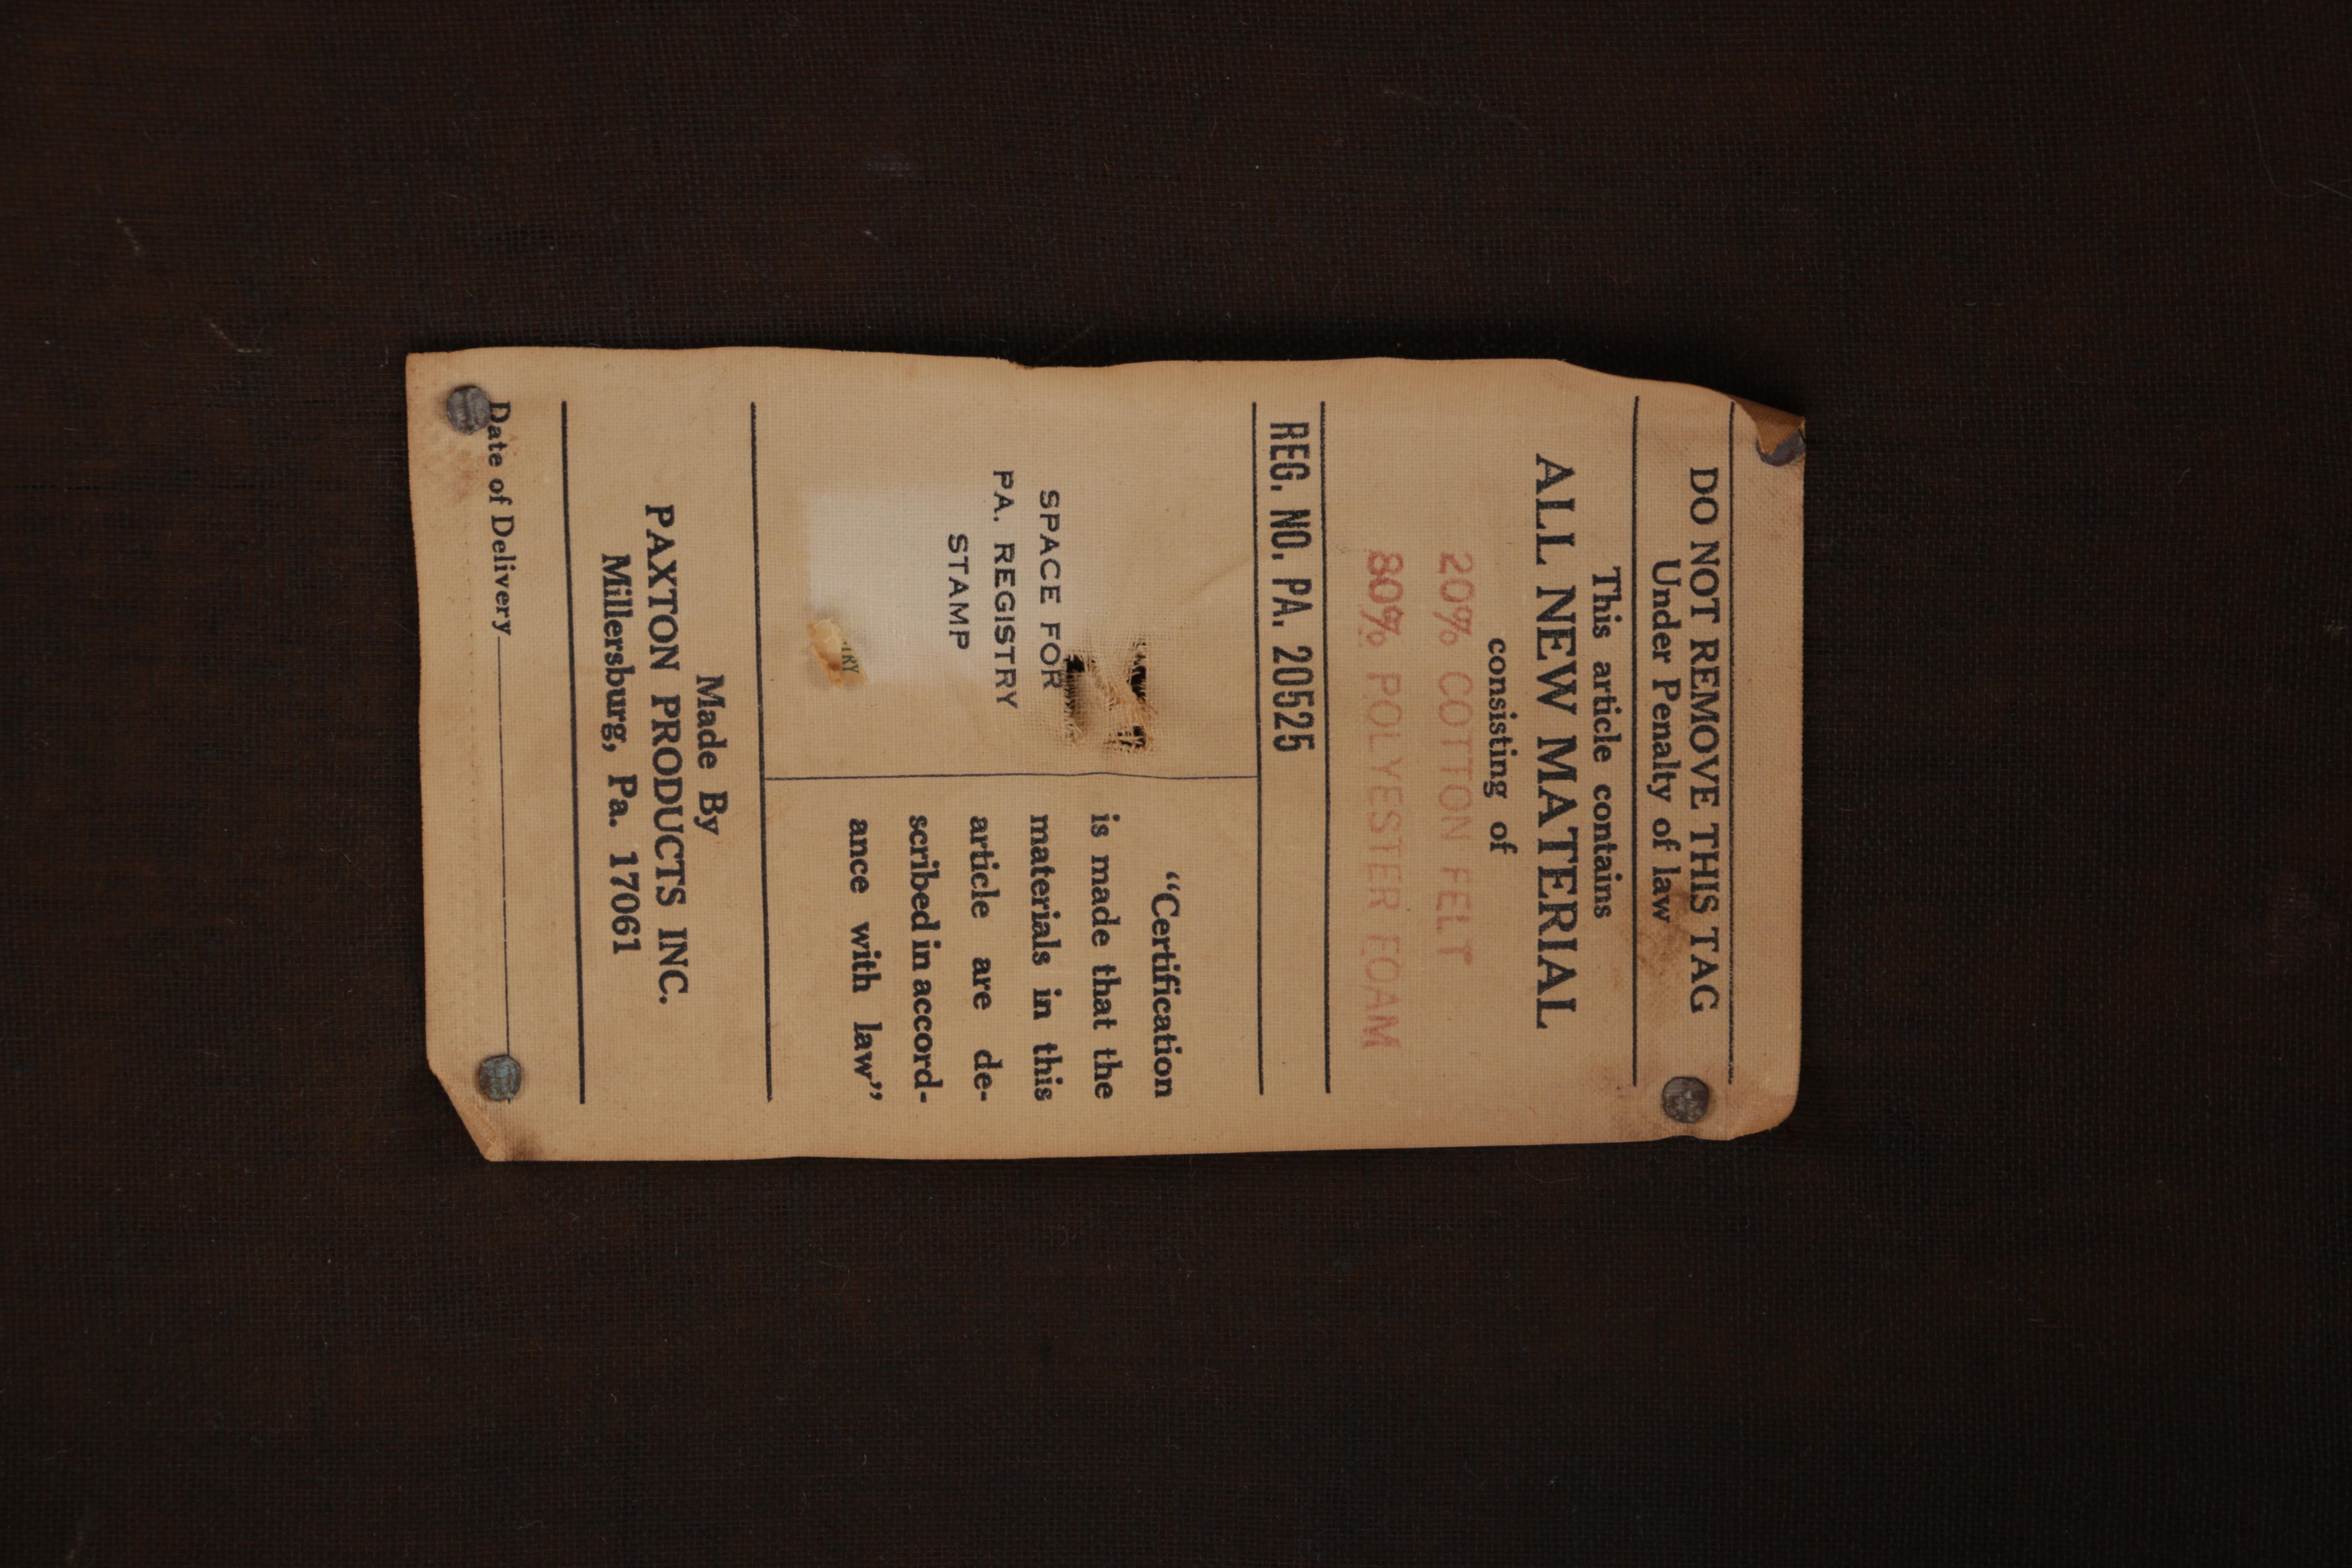 DO NOT REMOVE THIS TAG
Under Penalty of law
This article contains
ALL NEW MATERIAL
consisting of
20% COTTON FELT
80% POLYESTER FOAM
REG. NO. PA. 20525
SPACE FOR
PA. REGISTRY
STAMP
"Certification
is made that the
materials in this
article are de-
scribed in accord-
ance with law"
Made By
PAXTON PRODUCTS INC.
Millersburg, Pa. 17061
Date of Delivery